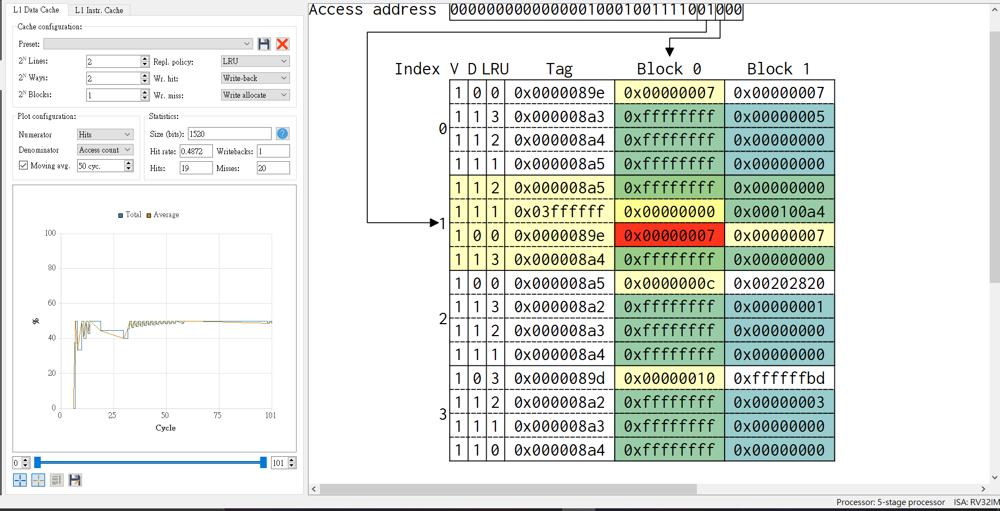 L1 Data Cache
L1 Instr. Cache
Cache configuration:
Preset:
2^N Lines: 2 Repl. policy: LRU
2^N Ways: 2 Wr. hit: Write-back
2^N Blocks: 1 Wr. miss: Write allocate
Plot configuration:
Numerator Hits
Denominator Access count
Moving avg. 50 cyc.
Statistics:
Size (bits): 1520 ?
Hit rate: 0.4872 Writebacks: 1
Hits: 19 Misses: 20
Total Average
100
80
60
40
20
0
%
0 25 50 75 101
Cycle
0 101
Access address 00000000000000010001001111001000
Index V D LRU Tag Block 0 Block 1
1 0 0 0x0000089e 0x00000007 0x00000007
1 1 3 0x000008a3 0xffffffff 0x00000005
0
1 1 2 0x000008a4 0xffffffff 0x00000000
1 1 1 0x000008a5 0xffffffff 0x00000000
1 1 2 0x000008a5 0xffffffff 0x00000000
1 1 1 0x03ffffff 0x00000000 0x000100a4
1
1 0 0 0x0000089e 0x00000007 0x00000007
1 1 3 0x000008a4 0xffffffff 0x00000000
1 0 0 0x000008a5 0x0000000c 0x00202820
1 1 3 0x000008a2 0xffffffff 0x00000001
2
1 1 2 0x000008a3 0xffffffff 0x00000000
1 1 1 0x000008a4 0xffffffff 0x00000000
1 0 3 0x0000089d 0x00000010 0xffffffbd
1 1 2 0x000008a2 0xffffffff 0x00000003
3
1 1 1 0x000008a3 0xffffffff 0x00000000
1 1 0 0x000008a4 0xffffffff 0x00000000
Processor: 5-stage processor ISA: RV32IM